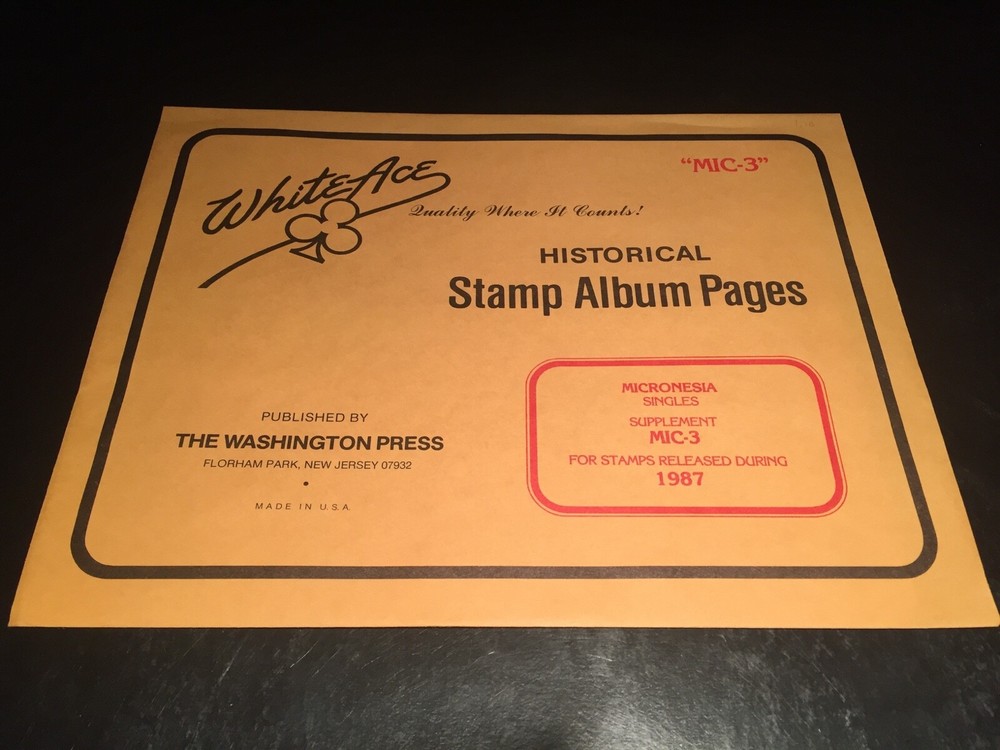 "MIC-3"
White Ace
Quality Where It Counts!
HISTORICAL
Stamp Album Pages
PUBLISHED BY
THE WASHINGTON PRESS
FLORHAM PARK, NEW JERSEY 07932
•
MADE IN U.S.A.
MICRONESIA
SINGLES
SUPPLEMENT
MIC-3
FOR STAMPS RELEASED DURING
1987